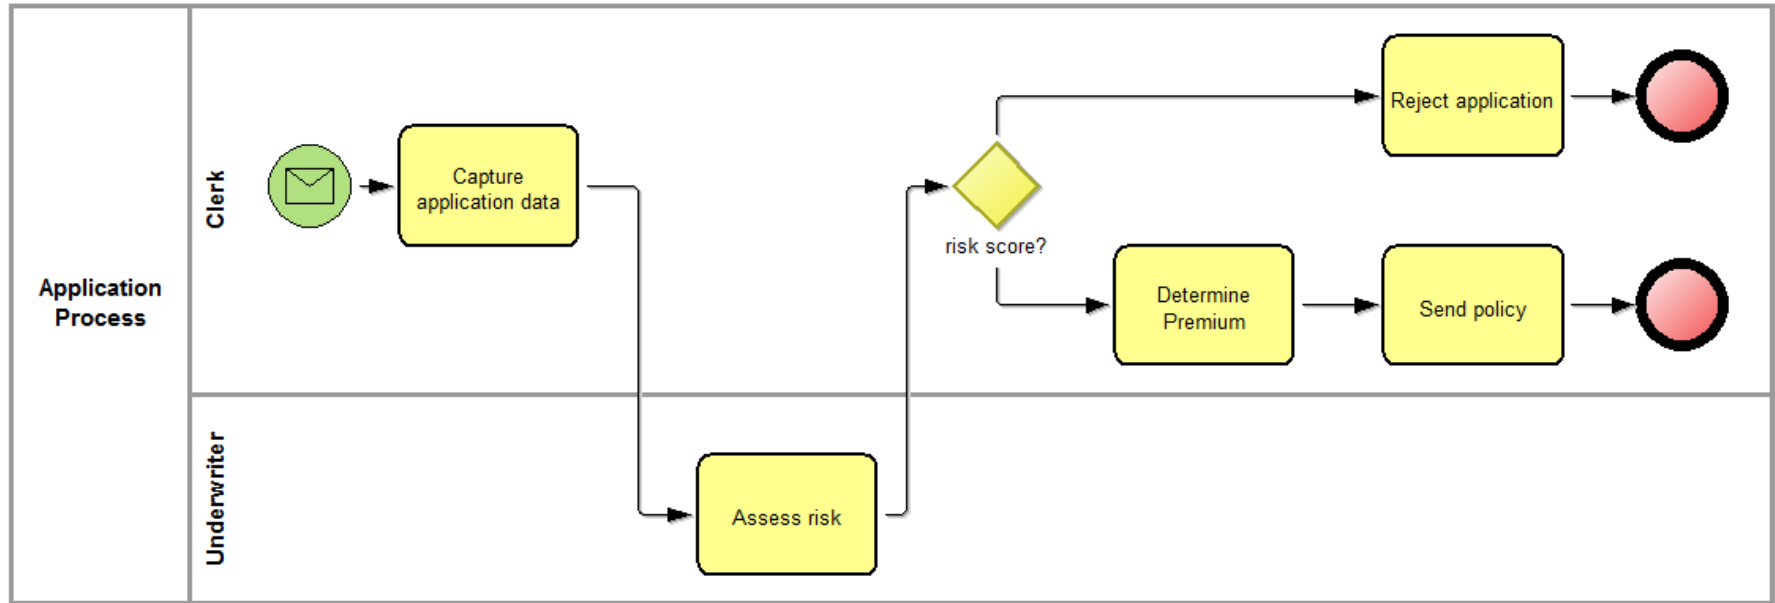 Application
Process
Clerk
Capture
application data
risk score?
Reject application
Determine
Premium
Send policy
Underwriter
Assess risk